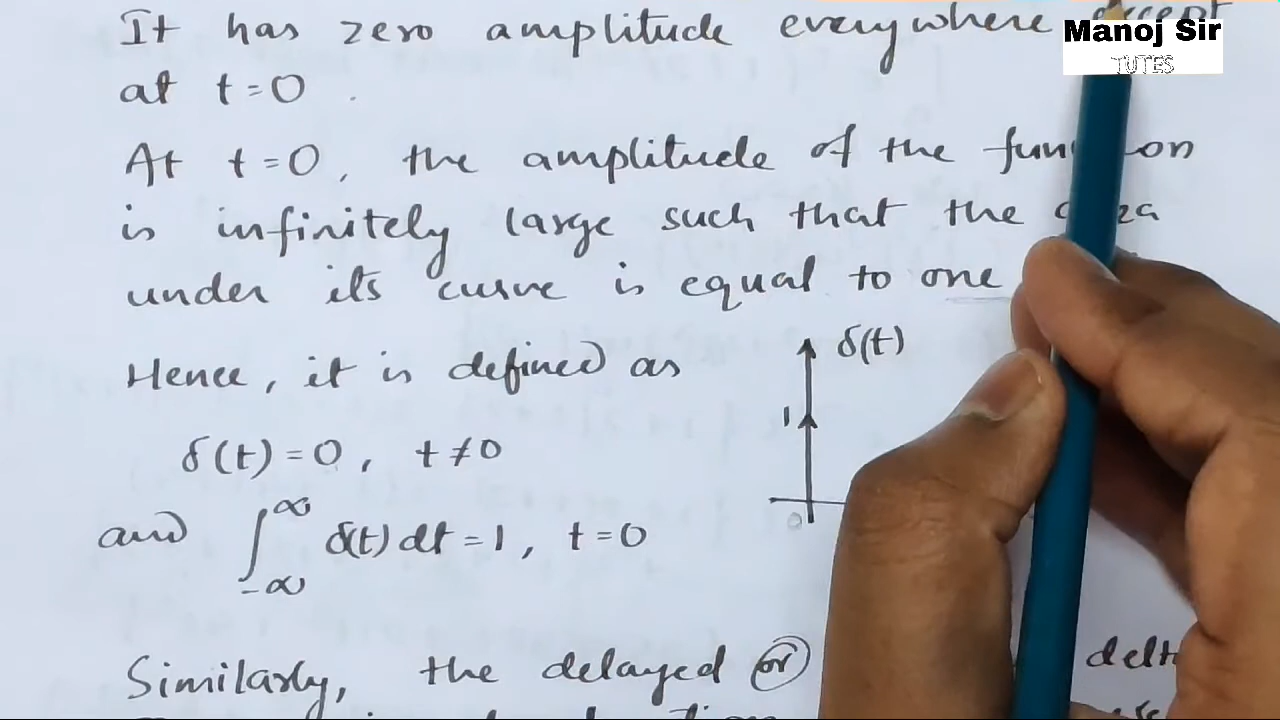 It has zero amplitude everywhere except
Manoj Sir
TUTES
at t=0.
At t=0, the amplitude of the
is infinitely large such that the
under its curve is equal to one
Hence, it is defined as
δ(t)
1
0
δ(t)=0, t≠0
and ∫_{-∞}^{∞} δ(t) dt = 1, t=0
Similarly, the delayed or